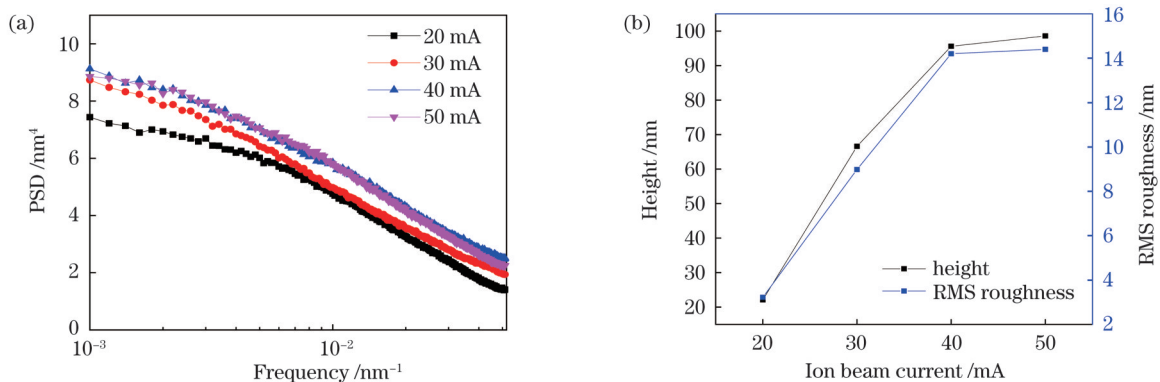 (a)
PSD /nm⁴
10
8
6
4
2
0
20 mA
30 mA
40 mA
50 mA
10⁻³
10⁻²
Frequency /nm⁻¹
(b)
Height /nm
100
90
80
70
60
50
40
30
20
height
RMS roughness
20
30
40
50
Ion beam current /mA
16
14
12
10
8
6
4
2
RMS roughness /nm